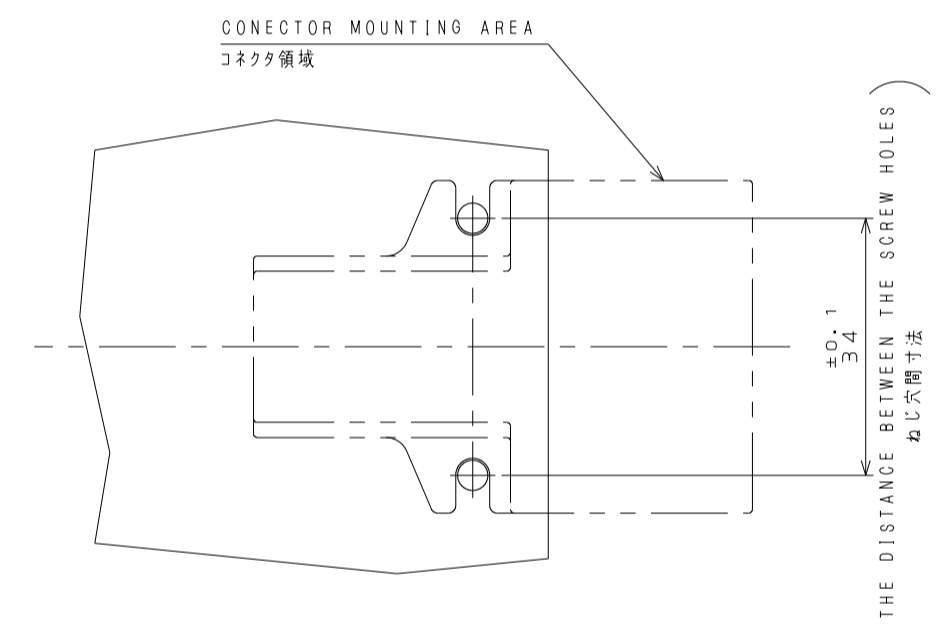 CONECTOR MOUNTING AREA
コネクタ領域
±0.1
34
THE DISTANCE BETWEEN THE SCREW HOLES)
ねじ穴間寸法